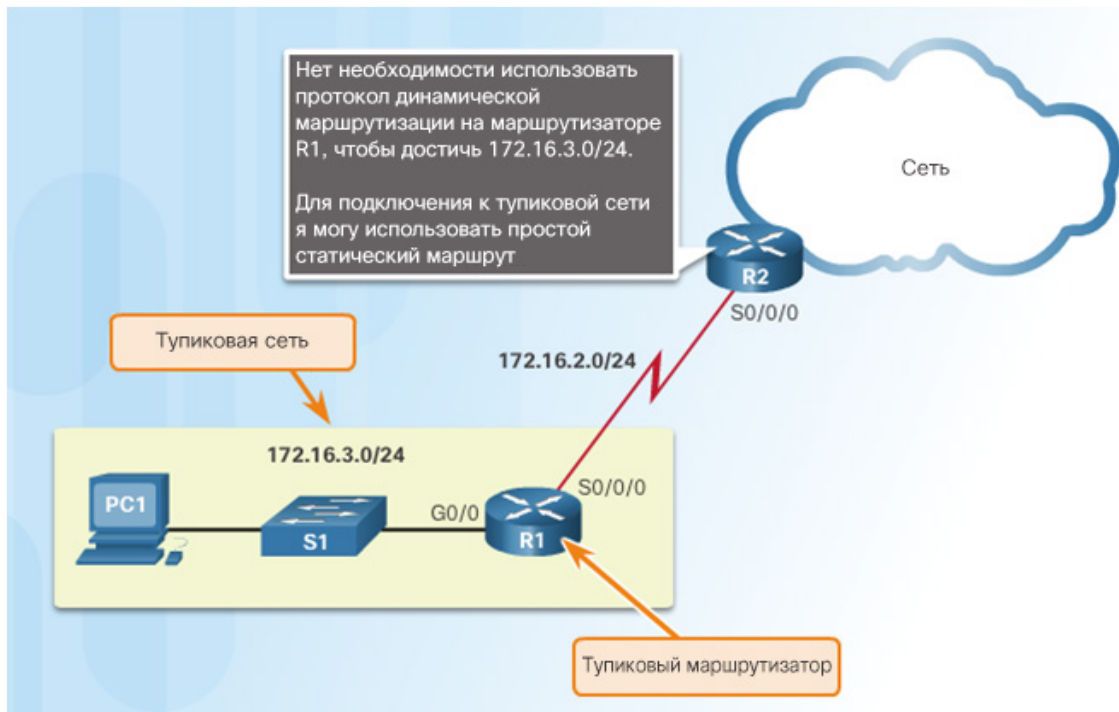 Нет необходимости использовать
протокол динамической
маршрутизации на маршрутизаторе
R1, чтобы достичь 172.16.3.0/24.
Для подключения к тупиковой сети
я могу использовать простой
статический маршрут
Сеть
R2
S0/0/0
Тупиковая сеть
172.16.2.0/24
172.16.3.0/24
S0/0/0
PC1
G0/0
S1
R1
Тупиковый маршрутизатор